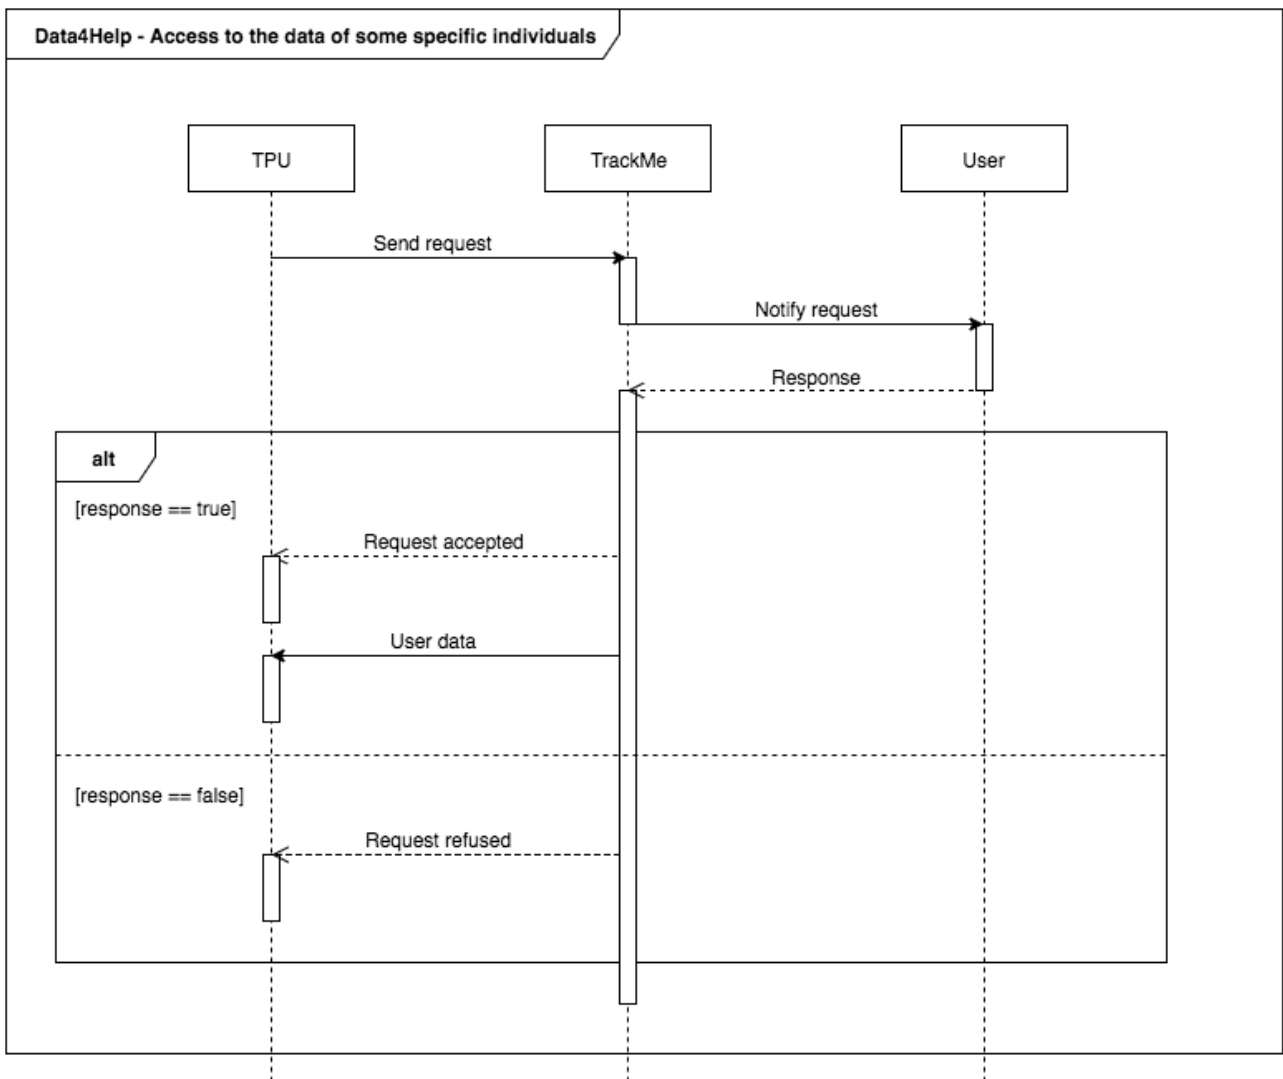 Data4Help - Access to the data of some specific individuals
TPU
TrackMe
User
Send request
Notify request
Response
alt
[response == true]
Request accepted
User data
[response == false]
Request refused